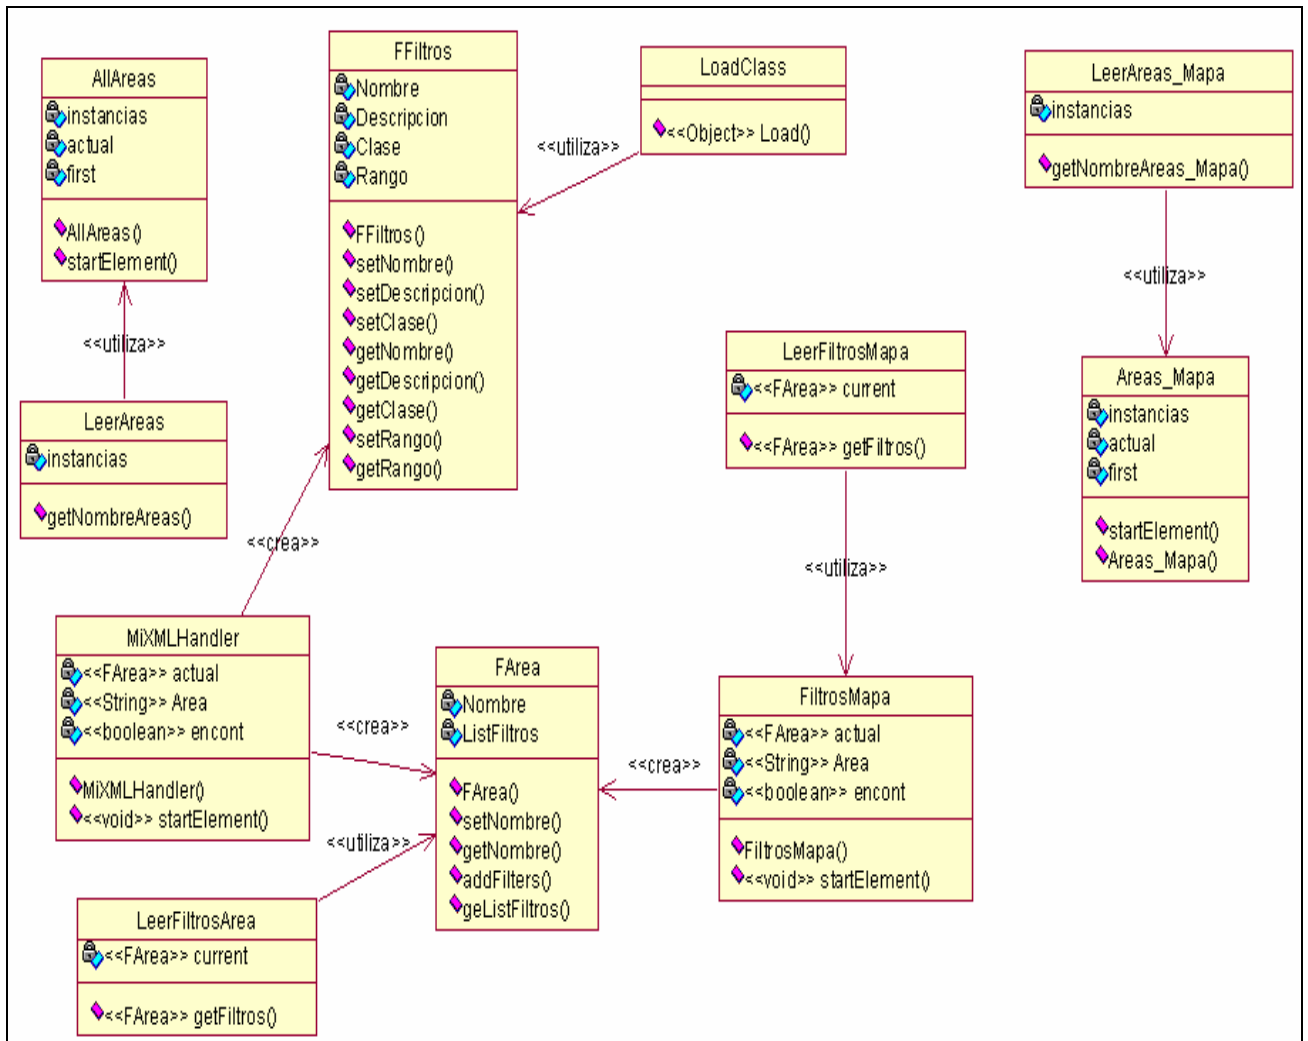 AllAreas
instancias
actual
first
AllAreas()
startElement()
<<utiliza>>
LeerAreas
instancias
getNombreAreas()
FFiltros
Nombre
Descripcion
Clase
Rango
FFiltros()
setNombre()
setDescripcion()
setClase()
getNombre()
getDescripcion()
getClase()
setRango()
getRango()
<<utiliza>>
LoadClass
<<Object>> Load()
LeerAreas_Mapa
instancias
getNombreAreas_Mapa()
<<utiliza>>
Areas_Mapa
instancias
actual
first
startElement()
Areas_Mapa()
LeerFiltrosMapa
<<FArea>> current
<<FArea>> getFiltros()
<<utiliza>>
<<crea>>
MiXMLHandler
<<FArea>> actual
<<String>> Area
<<boolean>> encont
MiXMLHandler()
<<void>> startElement()
<<crea>>
<<utiliza>>
FArea
Nombre
ListFiltros
FArea()
setNombre()
getNombre()
addFilters()
geListFiltros()
<<crea>>
FiltrosMapa
<<FArea>> actual
<<String>> Area
<<boolean>> encont
FiltrosMapa()
<<void>> startElement()
LeerFiltrosArea
<<FArea>> current
<<FArea>> getFiltros()